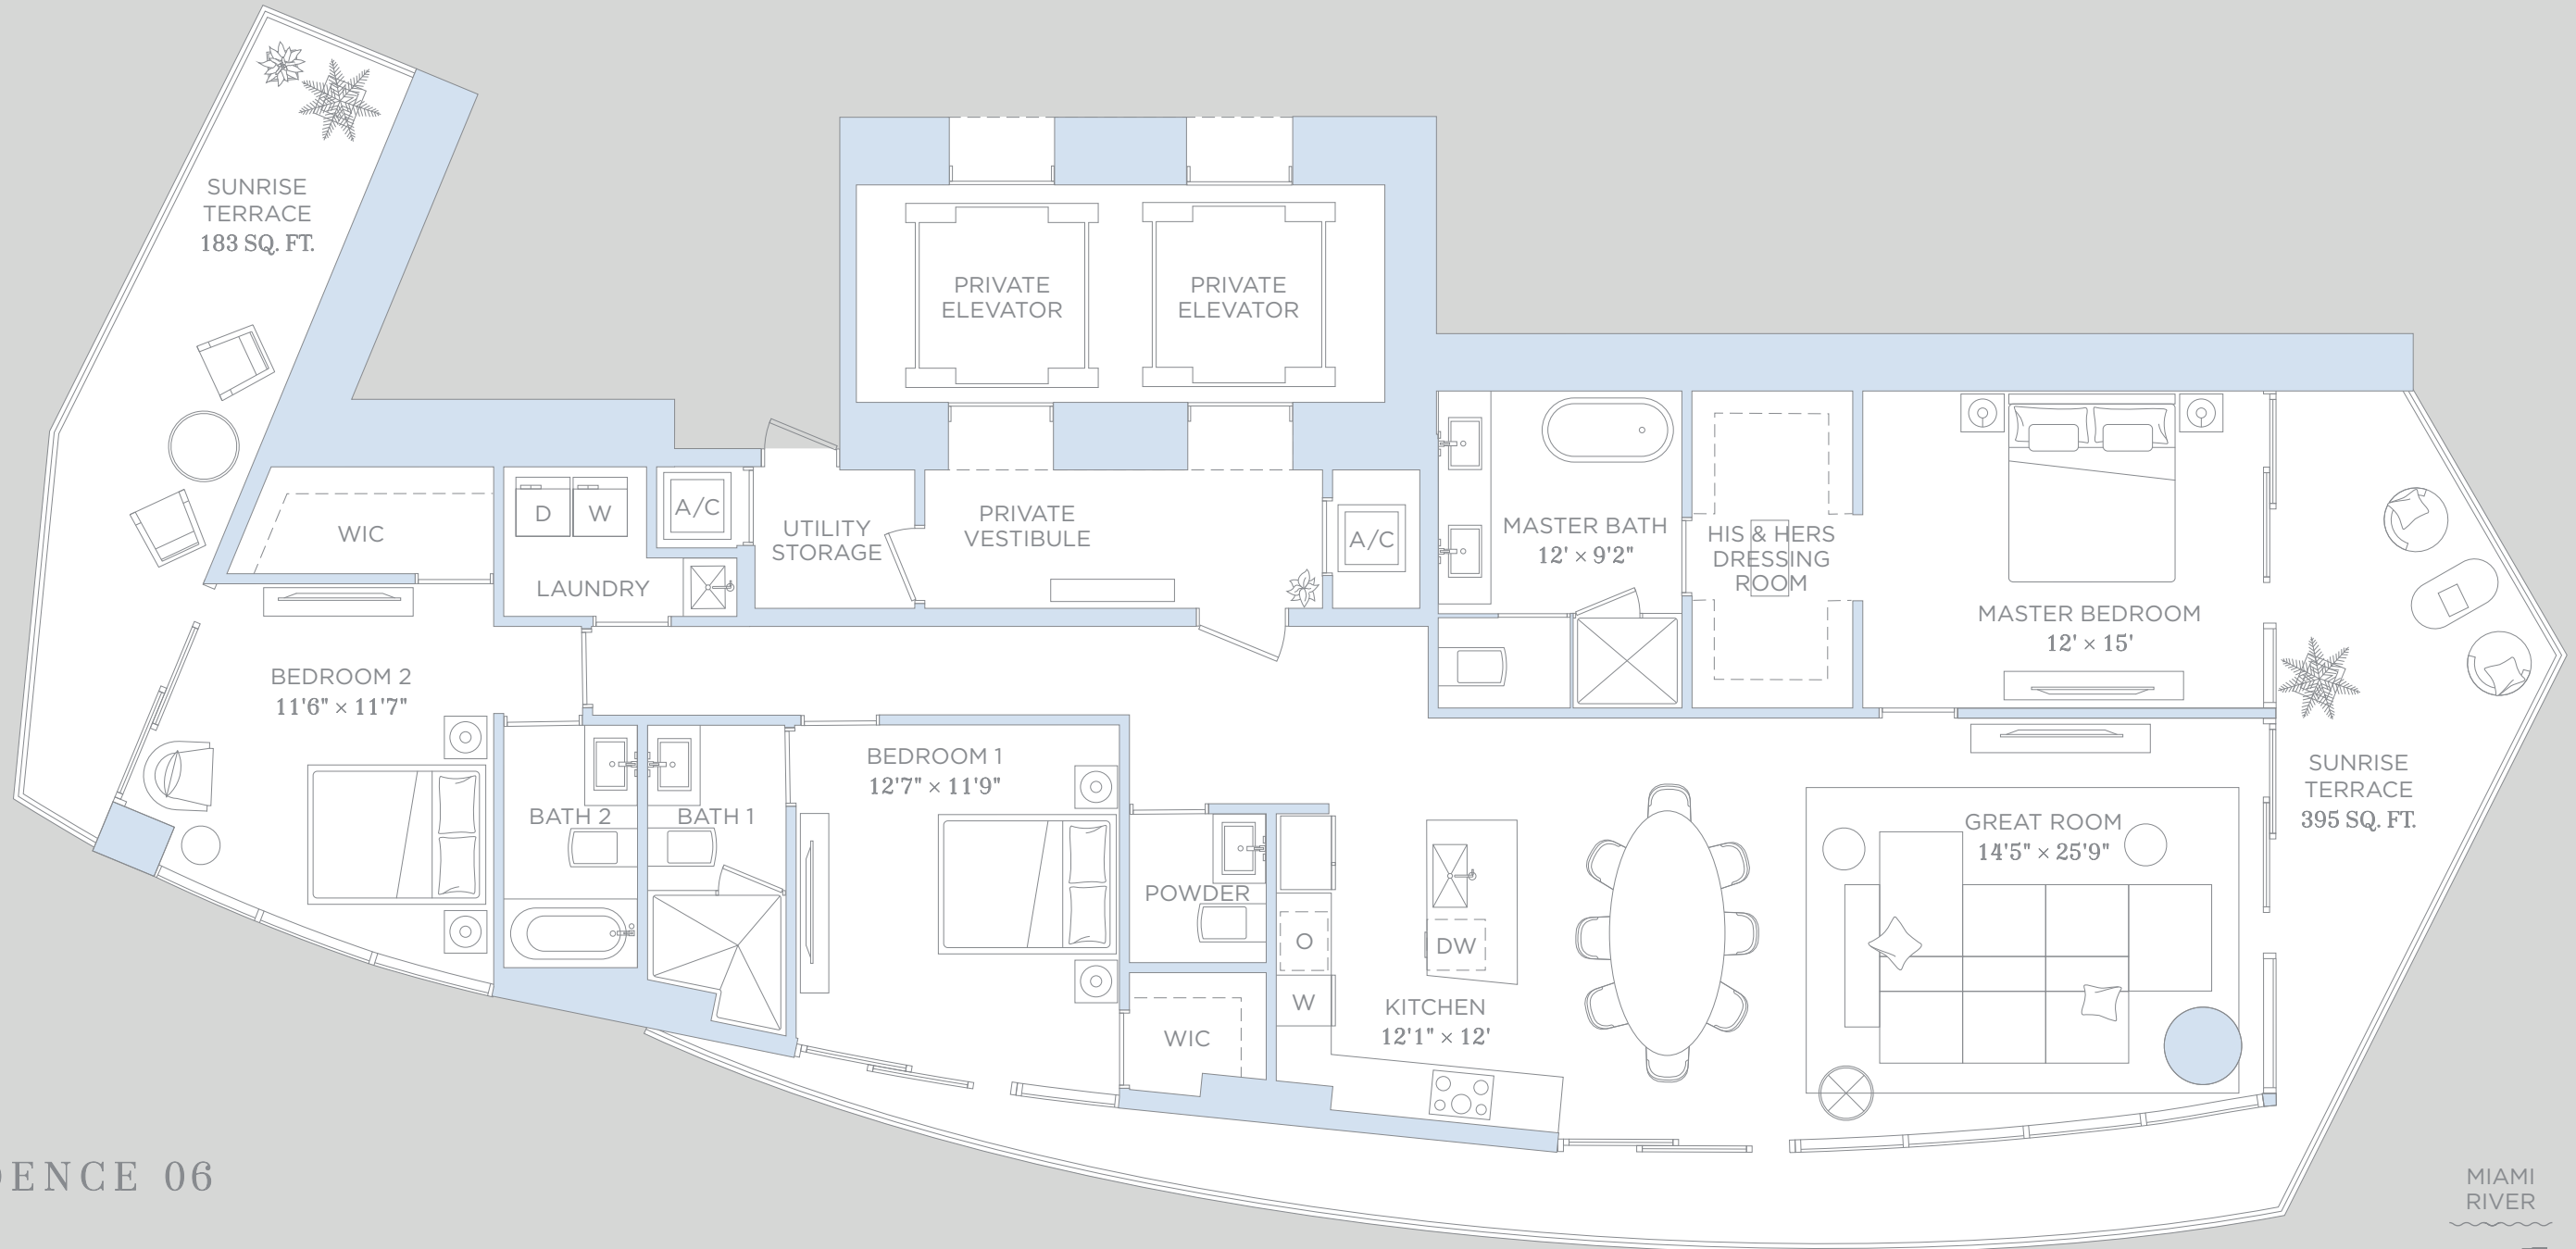 SUNRISE
TERRACE
183 SQ. FT.
PRIVATE
ELEVATOR
PRIVATE
ELEVATOR
WIC
D
W
LAUNDRY
A/C
UTILITY
STORAGE
PRIVATE
VESTIBULE
A/C
MASTER BATH
12' × 9'2"
HIS & HERS
DRESSING
ROOM
MASTER BEDROOM
12' × 15'
BEDROOM 2
11'6" × 11'7"
BATH 2
BATH 1
BEDROOM 1
12'7" × 11'9"
POWDER
WIC
O
W
DW
KITCHEN
12'1" × 12'
GREAT ROOM
14'5" × 25'9"
SUNRISE
TERRACE
395 SQ. FT.
DENCE 06
MIAMI
RIVER